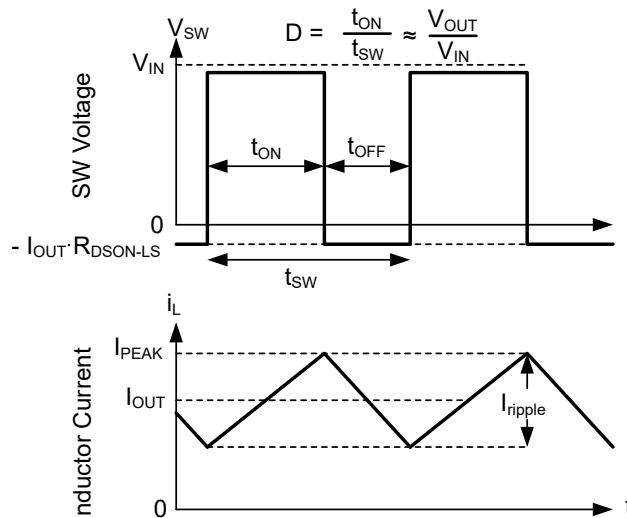 V_SW
D = t_ON / t_SW ≈ V_OUT / V_IN
V_IN
SW Voltage
t_ON
t_OFF
0
- I_OUT·R_DSON-LS
t_SW
i_L
I_PEAK
I_OUT
I_ripple
nductor Current
0
t